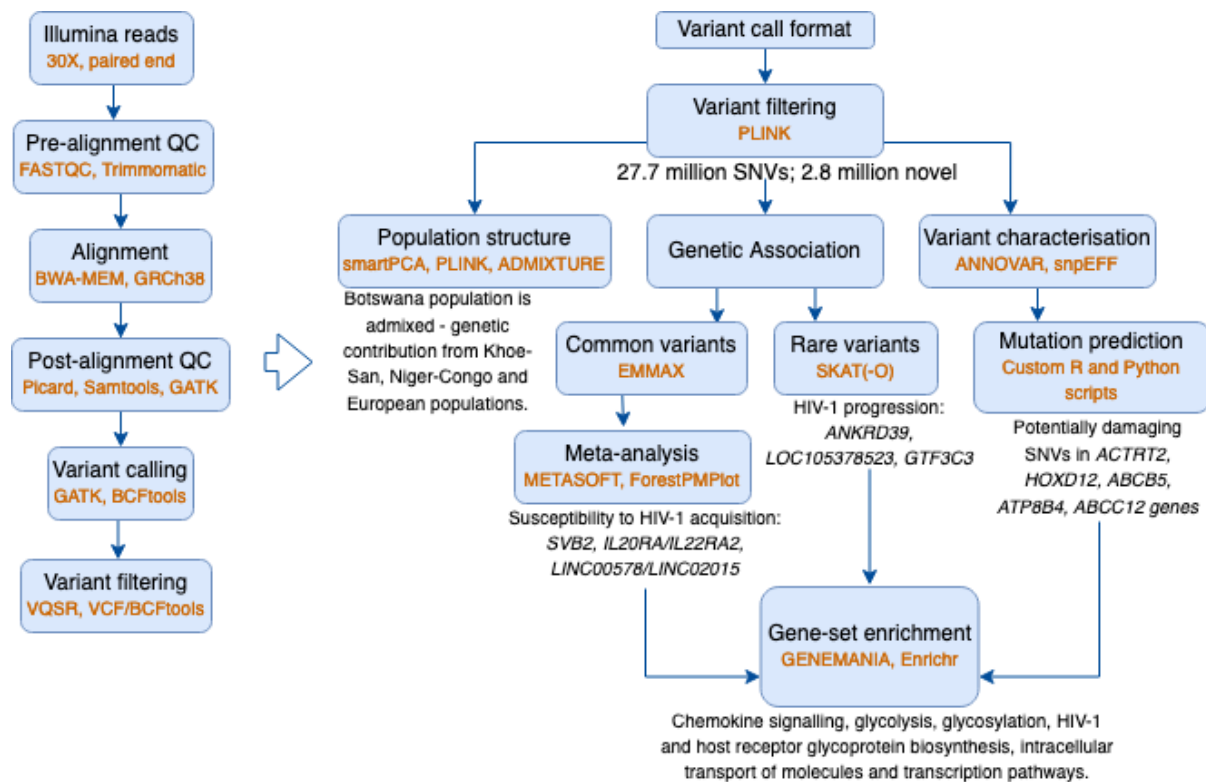 Illumina reads
30X, paired end
Pre-alignment QC
FASTQC, Trimmomatic
Alignment
BWA-MEM, GRCh38
Post-alignment QC
Picard, Samtools, GATK
Variant calling
GATK, BCFtools
Variant filtering
VQSR, VCF/BCFtools
Variant call format
Variant filtering
PLINK
27.7 million SNVs; 2.8 million novel
Population structure
smartPCA, PLINK, ADMIXTURE
Botswana population is
admixed - genetic
contribution from Khoe-
San, Niger-Congo and
European populations.
Genetic Association
Common variants
EMMAX
Meta-analysis
METASOFT, ForestPMPlot
Susceptibility to HIV-1 acquisition:
SVB2, IL20RA/IL22RA2,
LINC00578/LINC02015
Rare variants
SKAT(-O)
HIV-1 progression:
ANKRD39,
LOC105378523, GTF3C3
Variant characterisation
ANNOVAR, snpEFF
Mutation prediction
Custom R and Python
scripts
Potentially damaging
SNVs in ACTRT2,
HOXD12, ABCB5,
ATP8B4, ABCC12 genes
Gene-set enrichment
GENEMANIA, Enrichr
Chemokine signalling, glycolysis, glycosylation, HIV-1
and host receptor glycoprotein biosynthesis, intracellular
transport of molecules and transcription pathways.